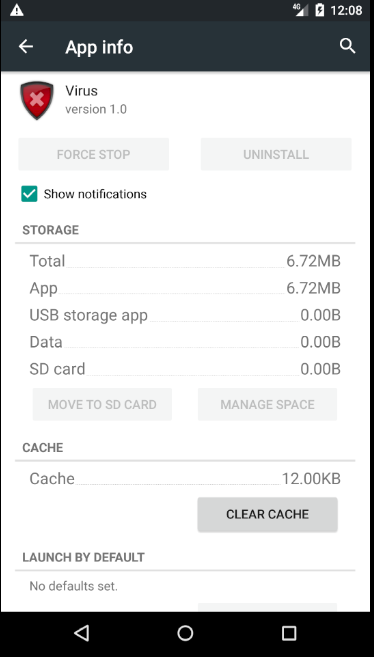 4G 12:08
App info
Virus
version 1.0
FORCE STOP UNINSTALL
Show notifications
STORAGE
Total 6.72MB
App 6.72MB
USB storage app 0.00B
Data 0.00B
SD card 0.00B
MOVE TO SD CARD MANAGE SPACE
CACHE
Cache 12.00KB
CLEAR CACHE
LAUNCH BY DEFAULT
No defaults set.